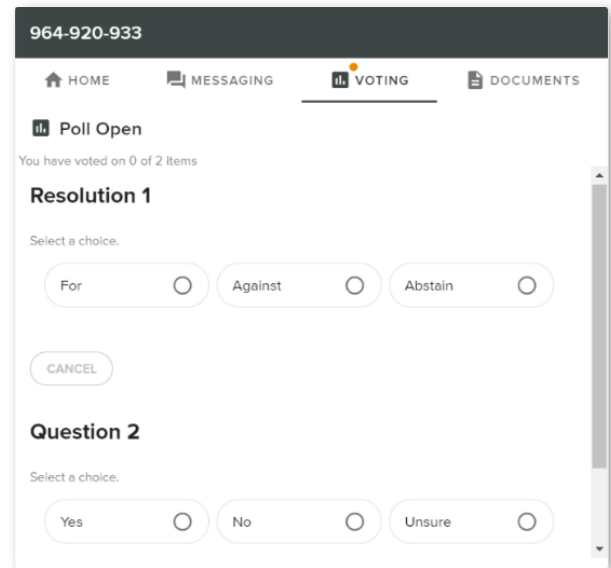 964-920-933
HOME MESSAGING VOTING DOCUMENTS
Poll Open
You have voted on 0 of 2 items
Resolution 1
Select a choice.
For Against Abstain
CANCEL
Question 2
Select a choice.
Yes No Unsure